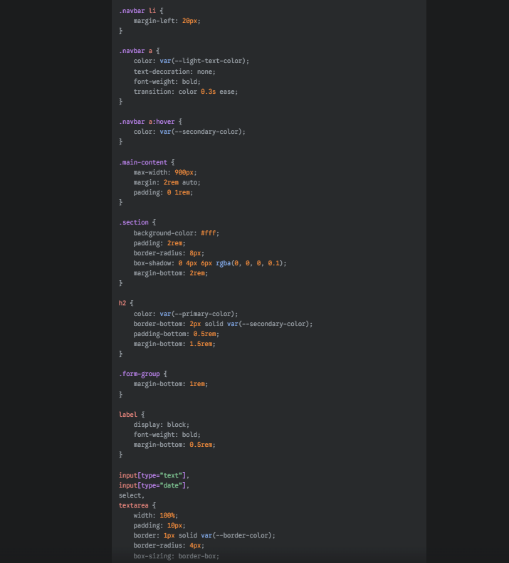 .navbar li {
margin-left: 20px;
}
.navbar a {
color: var(--light-text-color);
text-decoration: none;
font-weight: bold;
transition: color 0.3s ease;
}
.navbar a:hover {
color: var(--secondary-color);
}
.main-content {
max-width: 900px;
margin: 2rem auto;
padding: 0 1rem;
}
.section {
background-color: #fff;
padding: 2rem;
border-radius: 8px;
box-shadow: 0 4px 6px rgba(0, 0, 0, 0.1);
margin-bottom: 2rem;
}
h2 {
color: var(--primary-color);
border-bottom: 2px solid var(--secondary-color);
padding-bottom: 0.5rem;
margin-bottom: 1.5rem;
}
.form-group {
margin-bottom: 1rem;
}
label {
display: block;
font-weight: bold;
margin-bottom: 0.5rem;
}
input[type="text"],
input[type="date"],
select,
textarea {
width: 100%;
padding: 10px;
border: 1px solid var(--border-color);
border-radius: 4px;
box-sizing: border-box;